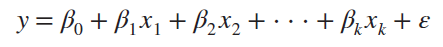 y = β₀ + β₁x₁ + β₂x₂ + · · · + βₖxₖ + ε